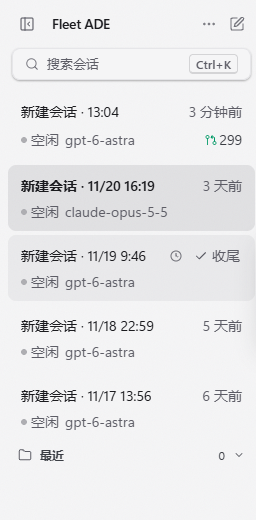 Fleet ADE
搜索会话 Ctrl+K
新建会话 · 13:04 3 分钟前
空闲 gpt-6-astra 299
新建会话 · 11/20 16:19 3 天前
空闲 claude-opus-5-5
新建会话 · 11/19 9:46 收尾
空闲 gpt-6-astra
新建会话 · 11/18 22:59 5 天前
空闲 gpt-6-astra
新建会话 · 11/17 13:56 6 天前
空闲 gpt-6-astra
最近 0